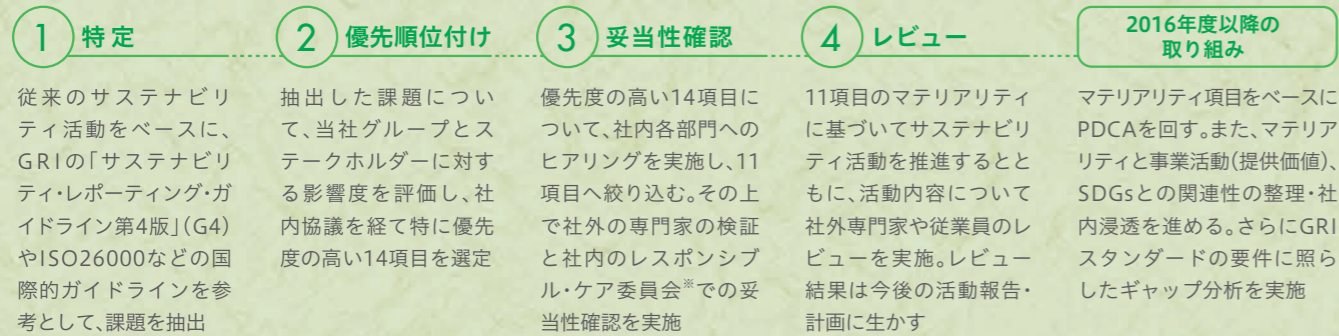 1 特定
従来のサステナビリ
ティ活動をベースに、
GRIの「サステナビリ
ティ・レポーティング・ガ
イドライン第4版」(G4)
やISO26000などの国
際的ガイドラインを参
考として、課題を抽出
2 優先順位付け
抽出した課題につい
て、当社グループとス
テークホルダーに対す
る影響度を評価し、社
内協議を経て特に優先
度の高い14項目を選定
3 妥当性確認
優先度の高い14項目に
ついて、社内各部門への
ヒアリングを実施し、11
項目へ絞り込む。その上
で社外の専門家の検証
と社内のレスポンシブ
ル・ケア委員会※での妥
当性確認を実施
4 レビュー
11項目のマテリアリティ
に基づいてサステナビリ
ティ活動を推進するとと
もに、活動内容について
社外専門家や従業員のレ
ビューを実施。レビュー
結果は今後の活動報告・
計画に生かす
2016年度以降の
取り組み
マテリアリティ項目をベースに
PDCAを回す。また、マテリア
リティと事業活動(提供価値)、
SDGsとの関連性の整理・社
内浸透を進める。さらにGRI
スタンダードの要件に照ら
したギャップ分析を実施